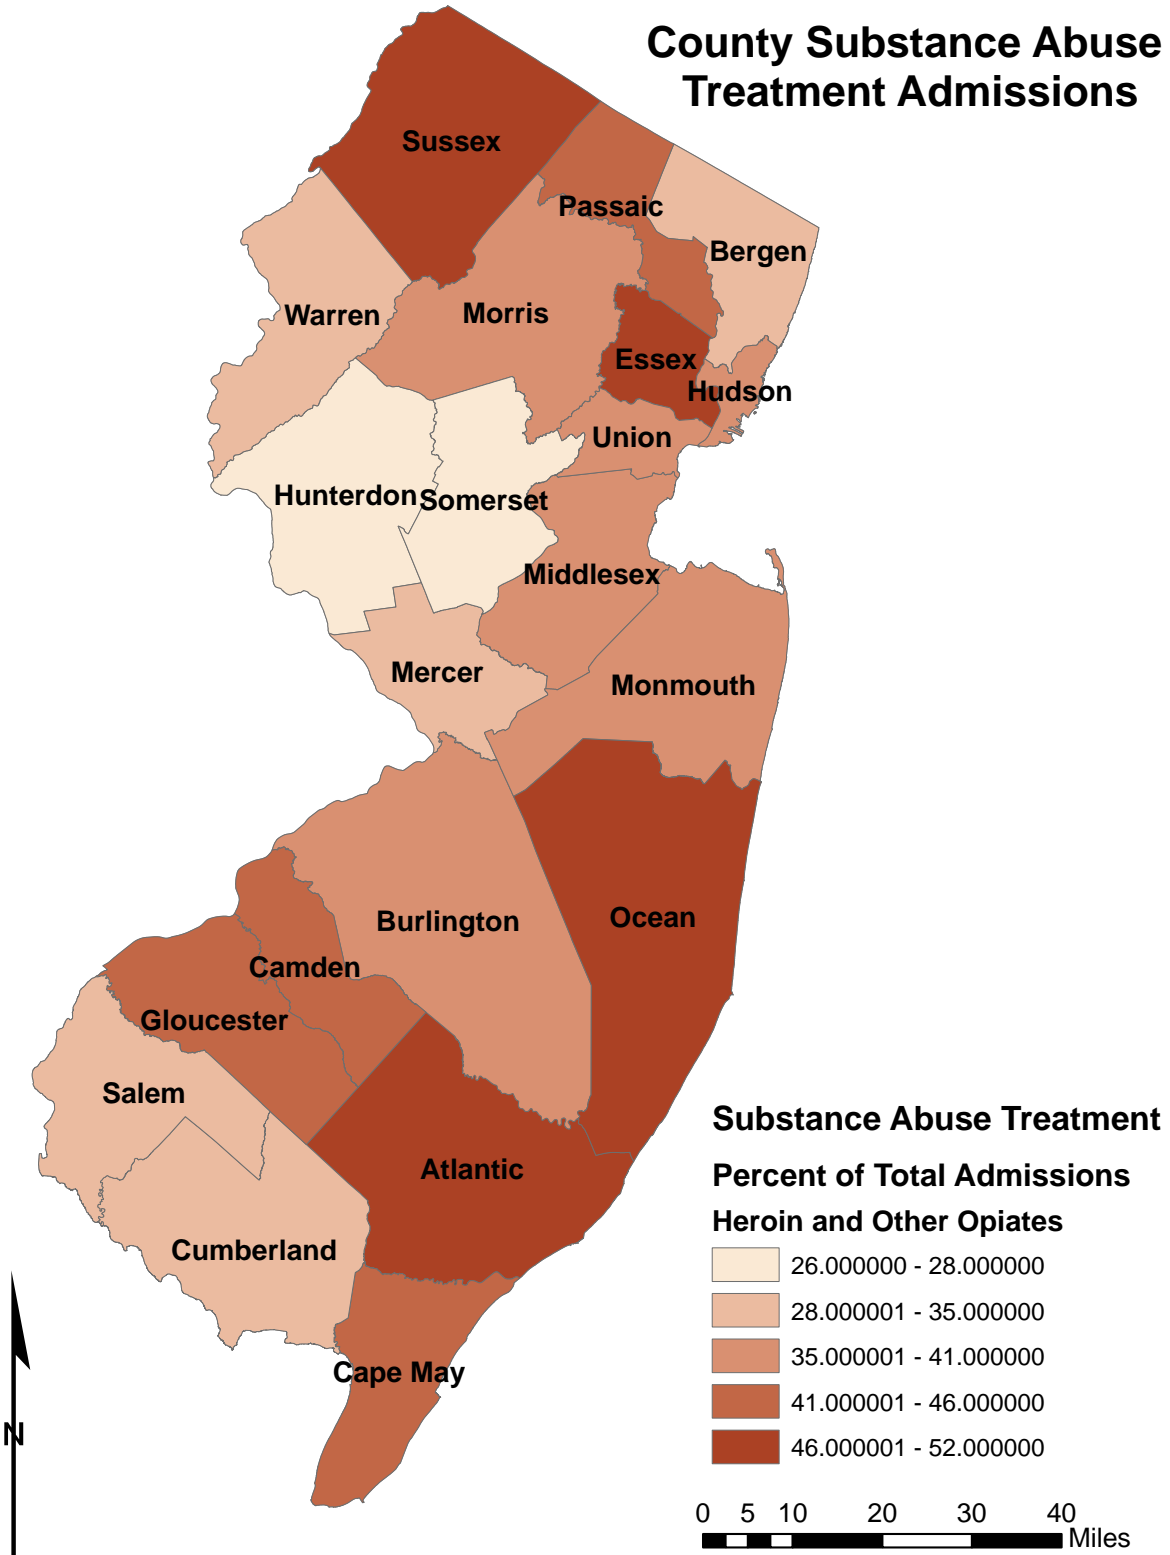 County Substance Abuse
Treatment Admissions
Sussex
Passaic
Bergen
Warren
Morris
Essex
Hudson
Union
Hunterdon
Somerset
Middlesex
Mercer
Monmouth
Burlington
Ocean
Camden
Gloucester
Salem
Atlantic
Cumberland
Cape May
Substance Abuse Treatment
Percent of Total Admissions
Heroin and Other Opiates
26.000000 - 28.000000
28.000001 - 35.000000
35.000001 - 41.000000
41.000001 - 46.000000
46.000001 - 52.000000
N
0 5 10 20 30 40
Miles